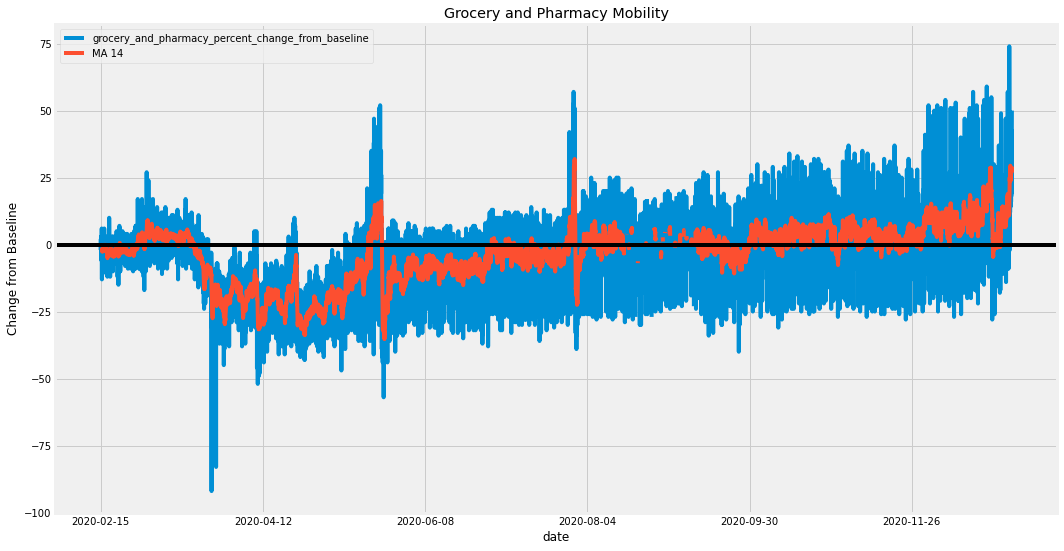 Grocery and Pharmacy Mobility
grocery_and_pharmacy_percent_change_from_baseline
MA 14
Change from Baseline
75
50
25
0
−25
−50
−75
−100
2020-02-15 2020-04-12 2020-06-08 2020-08-04 2020-09-30 2020-11-26
date